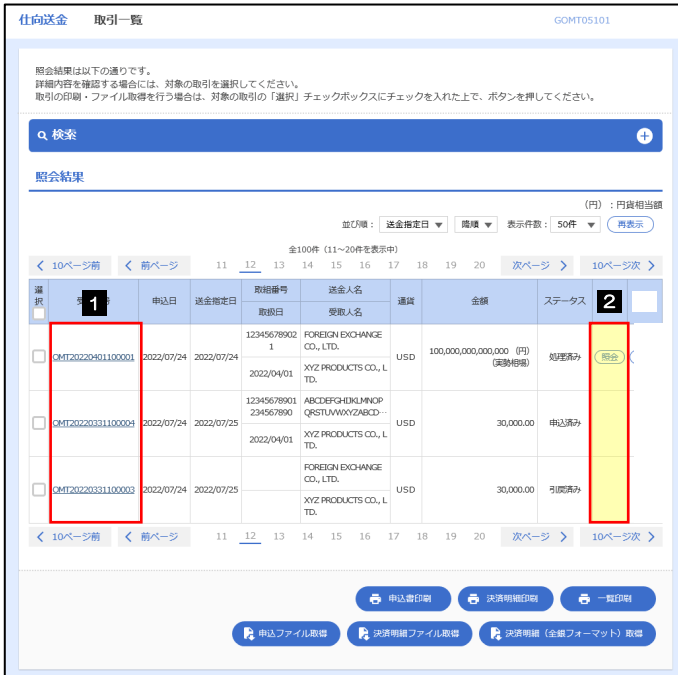 仕向送金 取引一覧 GOMT05101
照会結果は以下の通りです。
詳細内容を確認する場合には、対象の取引を選択してください。
取引の印刷・ファイル取得を行う場合は、対象の取引の「選択」チェックボックスにチェックを入れた上で、ボタンを押してください。
検索
照会結果
(円)：円貨相当額
並び順： 送金指定日 降順 表示件数： 50件 再表示
全100件（11～20件を表示中）
10ページ前 前ページ 11 12 13 14 15 16 17 18 19 20 次ページ 10ページ次
選択 1 申込日 送金指定日 取組番号 送金人名 通貨 金額 ステータス 2
取扱日 受取人名
OMT20220401100001 2022/07/24 2022/07/24 12345678902 1 FOREIGN EXCHANGE CO., LTD. USD 100,000,000,000,000 (円) (実勢相場) 処理済み 照会
2022/04/01 XYZ PRODUCTS CO., LTD.
OMT20220331100004 2022/07/24 2022/07/25 12345678901 234567890 ABCDEFGHIJKLMNOP QRSTUVWXYZABCD… USD 30,000.00 申込済み
2022/04/01 XYZ PRODUCTS CO., LTD.
OMT20220331100003 2022/07/24 2022/07/25 FOREIGN EXCHANGE CO., LTD. USD 30,000.00 引戻済み
XYZ PRODUCTS CO., LTD.
10ページ前 前ページ 11 12 13 14 15 16 17 18 19 20 次ページ 10ページ次
申込書印刷 決済明細印刷 一覧印刷
申込ファイル取得 決済明細ファイル取得 決済明細（全銀フォーマット）取得